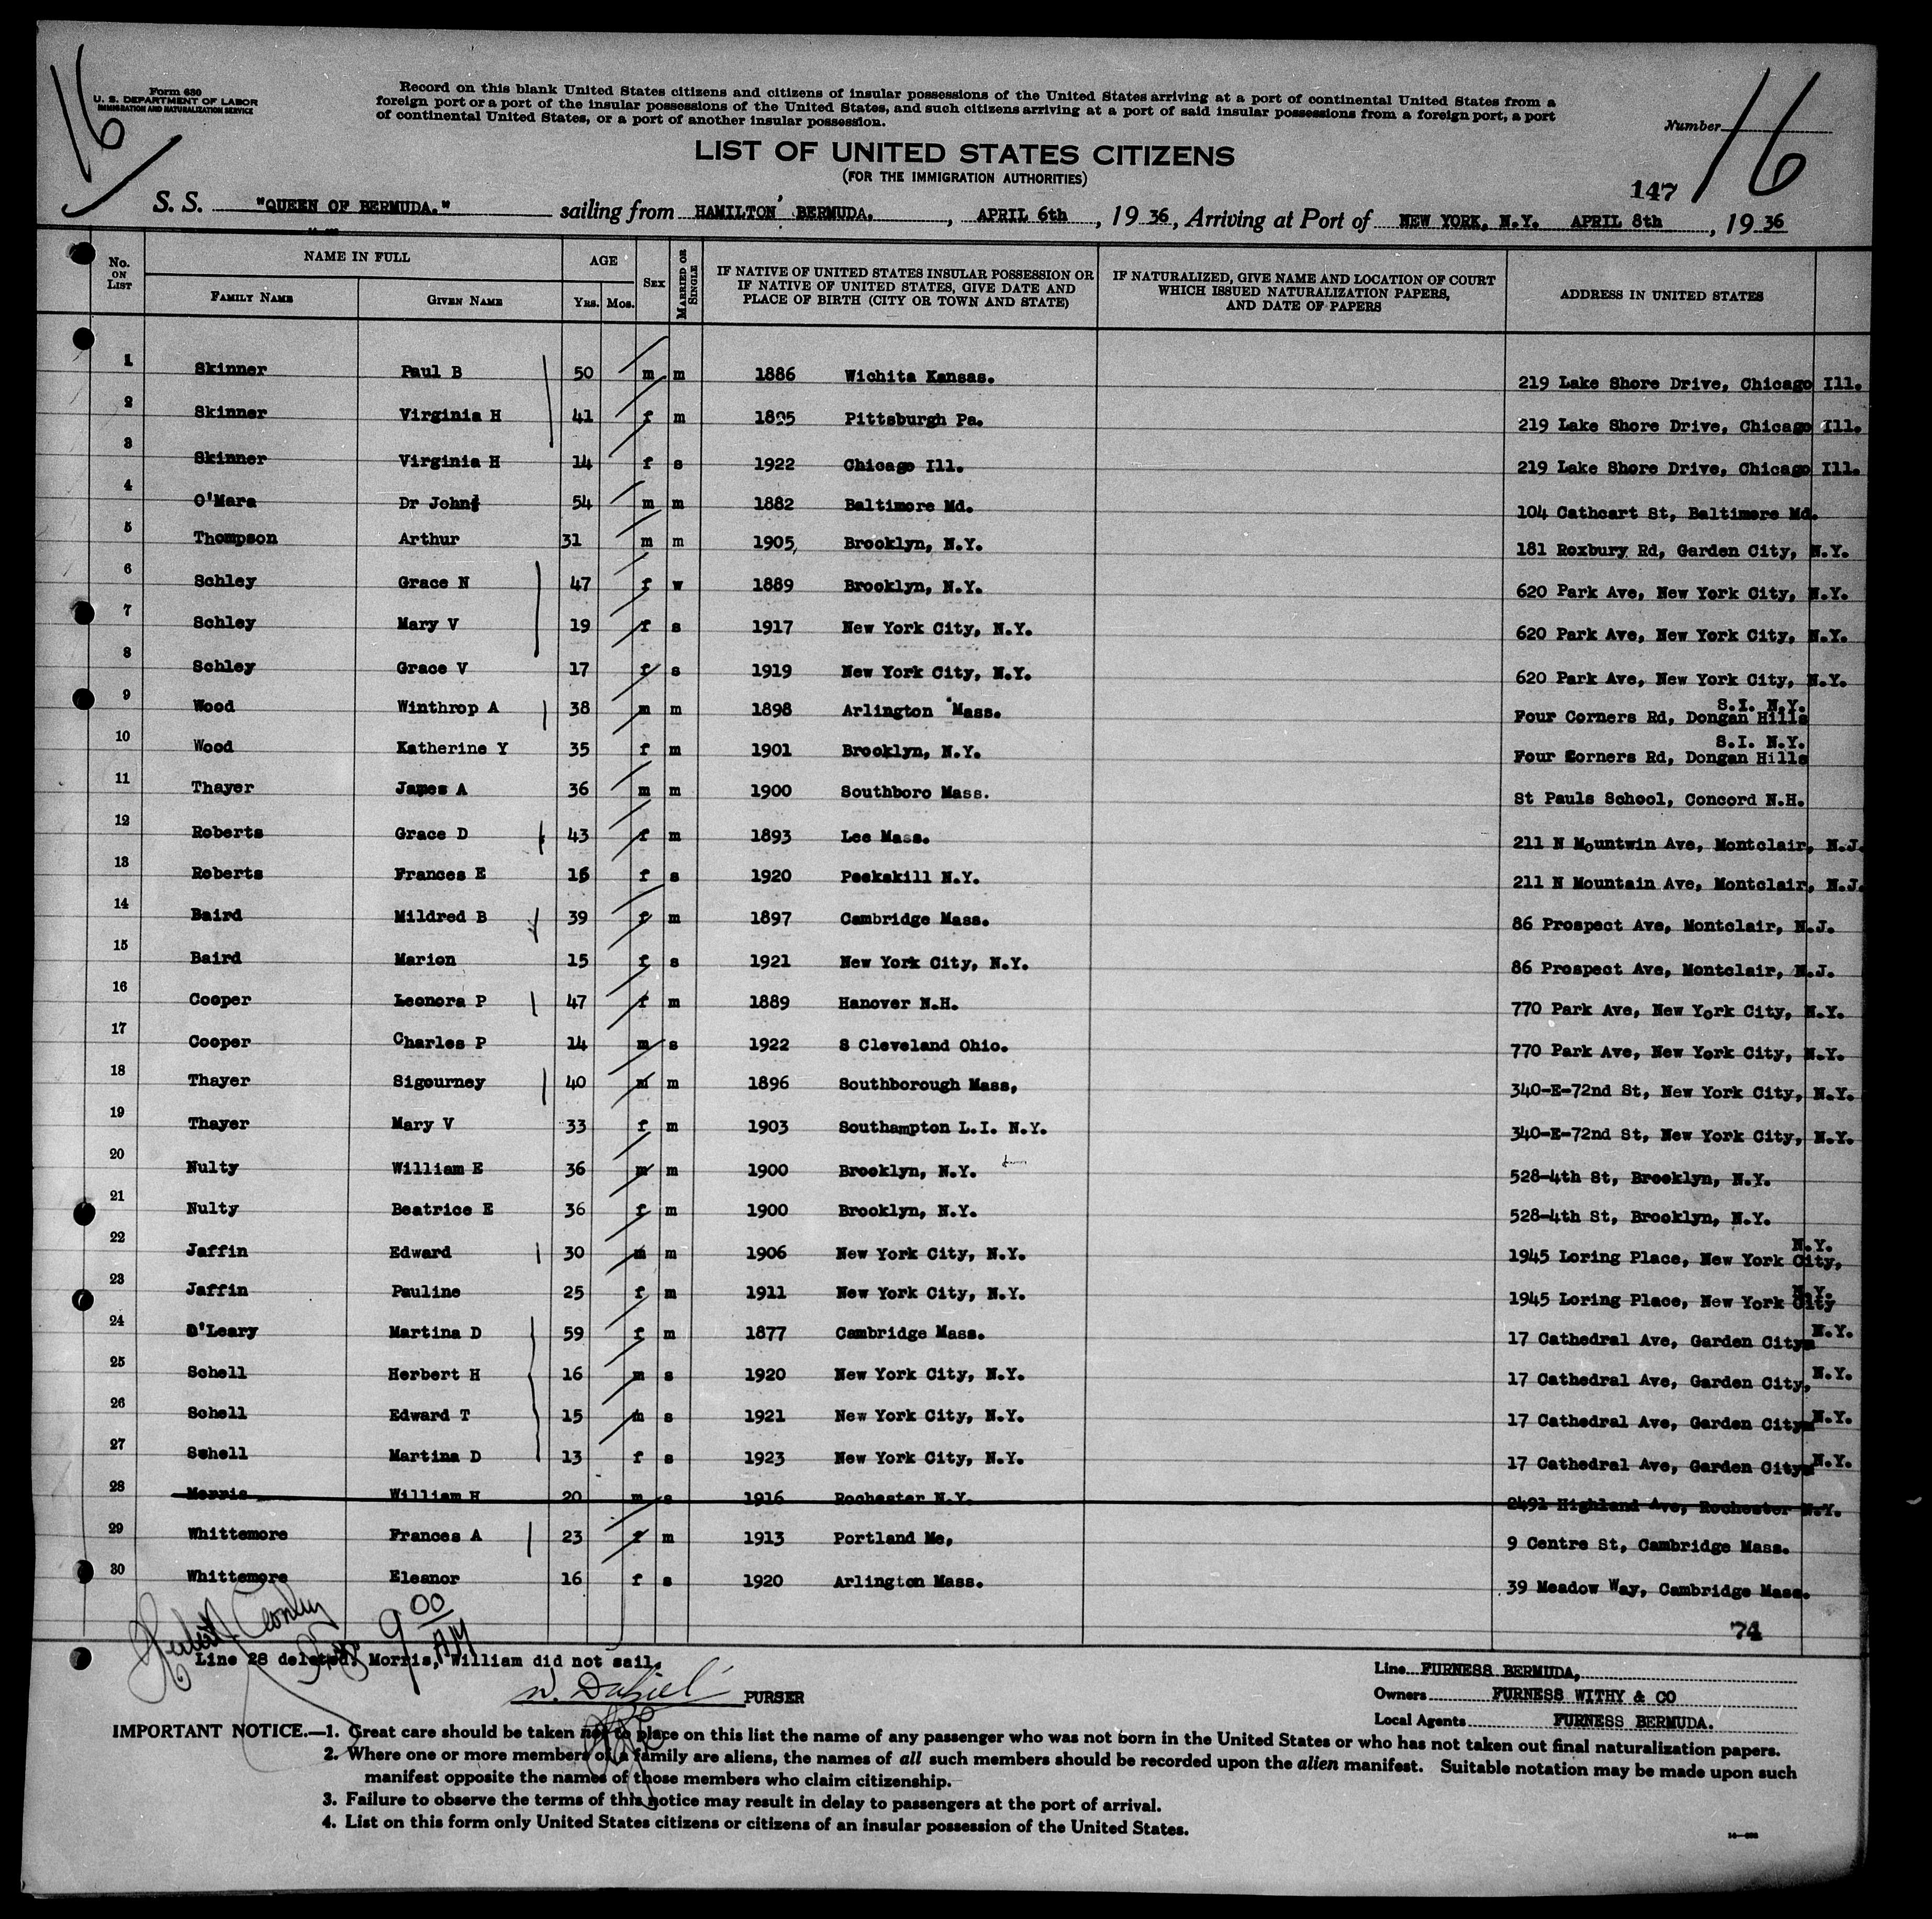 16
Form 630
U. S. DEPARTMENT OF LABOR
IMMIGRATION AND NATURALIZATION SERVICE
Record on this blank United States citizens and citizens of insular possessions of the United States arriving at a port of continental United States from a
foreign port or a port of the insular possessions of the United States, and such citizens arriving at a port of said insular possessions from a foreign port, a port
of continental United States, or a port of another insular possession.
Number 16
LIST OF UNITED STATES CITIZENS
(FOR THE IMMIGRATION AUTHORITIES)
147
S. S. "QUEEN OF BERMUDA." sailing from HAMILTON' BERMUDA, , APRIL 6th , 1936, Arriving at Port of NEW YORK, N.Y. APRIL 8th , 1936
No. ON LIST NAME IN FULL AGE SEX MARRIED OR SINGLE IF NATIVE OF UNITED STATES INSULAR POSSESSION OR IF NATIVE OF UNITED STATES, GIVE DATE AND PLACE OF BIRTH (CITY OR TOWN AND STATE) IF NATURALIZED, GIVE NAME AND LOCATION OF COURT WHICH ISSUED NATURALIZATION PAPERS, AND DATE OF PAPERS ADDRESS IN UNITED STATES
FAMILY NAME GIVEN NAME YRS. MOS.
1 Skinner Paul B 50 m m 1886 Wichita Kansas. 219 Lake Shore Drive, Chicago Ill.
2 Skinner Virginia H 41 f m 1895 Pittsburgh Pa. 219 Lake Shore Drive, Chicago Ill.
3 Skinner Virginia H 14 f s 1922 Chicago Ill. 219 Lake Shore Drive, Chicago Ill.
4 O'Mara Dr John 54 m m 1882 Baltimore Md. 104 Cathcart St, Baltimore Md.
5 Thompson Arthur 31 m m 1905, Brooklyn, N.Y. 181 Roxbury Rd, Garden City, N.Y.
6 Schley Grace N 47 f w 1889 Brooklyn, N.Y. 620 Park Ave, New York City, N.Y.
7 Schley Mary V 19 f s 1917 New York City, N.Y. 620 Park Ave, New York City, N.Y.
8 Schley Grace V 17 f s 1919 New York City, N.Y. 620 Park Ave, New York City, N.Y.
9 Wood Winthrop A 38 m m 1898 Arlington Mass. Four Corners Rd, Dongan Hills S.I. N.Y.
10 Wood Katherine Y 35 f m 1901 Brooklyn, N.Y. Four Corners Rd, Dongan Hills S.I. N.Y.
11 Thayer James A 36 m m 1900 Southboro Mass. St Pauls School, Concord N.H.
12 Roberts Grace D 43 f m 1893 Lee Mass. 211 N Mountwin Ave, Montclair, N.J.
13 Roberts Frances E 16 f s 1920 Peekskill N.Y. 211 N Mountain Ave, Montclair, N.J.
14 Baird Mildred B 39 f m 1897 Cambridge Mass. 86 Prospect Ave, Montclair, N.J.
15 Baird Marion 15 f s 1921 New York City, N.Y. 86 Prospect Ave, Montclair, N.J.
16 Cooper Leonora P 47 f m 1889 Hanover N.H. 770 Park Ave, New York City, N.Y.
17 Cooper Charles P 14 m s 1922 S Cleveland Ohio. 770 Park Ave, New York City, N.Y.
18 Thayer Sigourney 40 m m 1896 Southborough Mass, 340-E-72nd St, New York City, N.Y.
19 Thayer Mary V 33 f m 1903 Southampton L.I. N.Y. 340-E-72nd St, New York City, N.Y.
20 Nulty William E 36 m m 1900 Brooklyn, N.Y. 528-4th St, Brooklyn, N.Y.
21 Nulty Beatrice E 36 f m 1900 Brooklyn, N.Y. 528-4th St, Brooklyn, N.Y.
22 Jaffin Edward 30 m m 1906 New York City, N.Y. 1945 Loring Place, New York City, N.Y.
23 Jaffin Pauline 25 f m 1911 New York City, N.Y. 1945 Loring Place, New York City N.Y.
24 O'Leary Martina D 59 f m 1877 Cambridge Mass. 17 Cathedral Ave, Garden City, N.Y.
25 Schell Herbert H 16 m s 1920 New York City, N.Y. 17 Cathedral Ave, Garden City, N.Y.
26 Schell Edward T 15 m s 1921 New York City, N.Y. 17 Cathedral Ave, Garden City N.Y.
27 Schell Martina D 13 f s 1923 New York City, N.Y. 17 Cathedral Ave, Garden City N.Y.
28 Morris William H 20 m s 1916 Rochester N.Y. 2491 Highland Ave, Rochester N.Y.
29 Whittemore Frances A 23 f m 1913 Portland Me, 9 Centre St, Cambridge Mass.
30 Whittemore Eleanor 16 f s 1920 Arlington Mass. 39 Meadow Way, Cambridge Mass.
74
9 00 AM
Line 28 deleted. Morris, William did not sail.
PURSER
Line FURNESS BERMUDA,
Owners FURNESS WITHY & CO
Local Agents FURNESS BERMUDA.
IMPORTANT NOTICE.—1. Great care should be taken not to place on this list the name of any passenger who was not born in the United States or who has not taken out final naturalization papers.
2. Where one or more members of a family are aliens, the names of all such members should be recorded upon the alien manifest. Suitable notation may be made upon such
manifest opposite the names of those members who claim citizenship.
3. Failure to observe the terms of this notice may result in delay to passengers at the port of arrival.
4. List on this form only United States citizens or citizens of an insular possession of the United States.